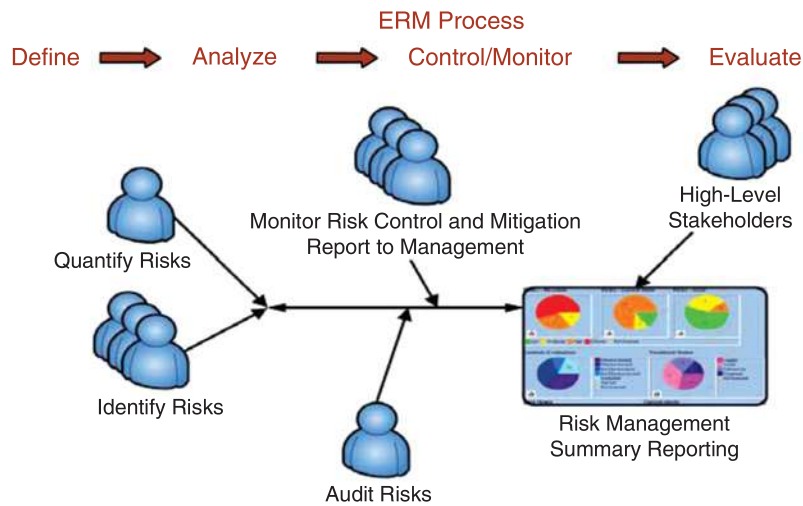 ERM Process
Define
Analyze
Control/Monitor
Evaluate
High-Level
Stakeholders
Monitor Risk Control and Mitigation
Report to Management
Quantify Risks
Identify Risks
Risk Management
Summary Reporting
Audit Risks